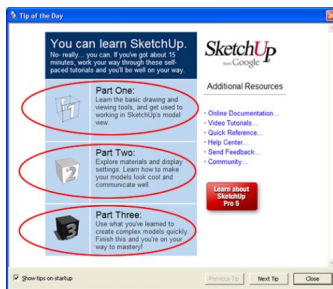 Tip of the Day
You can learn SketchUp.
No- really.... you can. If you've got about 15
minutes, work your way through these self-
paced tutorials and you'll be well on your way.
1
Part One:
Learn the basic drawing and
viewing tools, and get used to
working in SketchUp's model
view.
2
Part Two:
Explore materials and display
settings. Learn how to make
your models look cool and
communicate well.
3
Part Three:
Use what you've learned to
create complex models quickly.
Finish this and you're on your
way to mastery!
SketchUp
from Google
Additional Resources
• Online Documentation...
• Video Tutorials...
• Quick Reference...
• Help Center...
• Send Feedback...
• Community...
Learn about
SketchUp
Pro 5
Show tips on startup
Previous Tip
Next Tip
Close